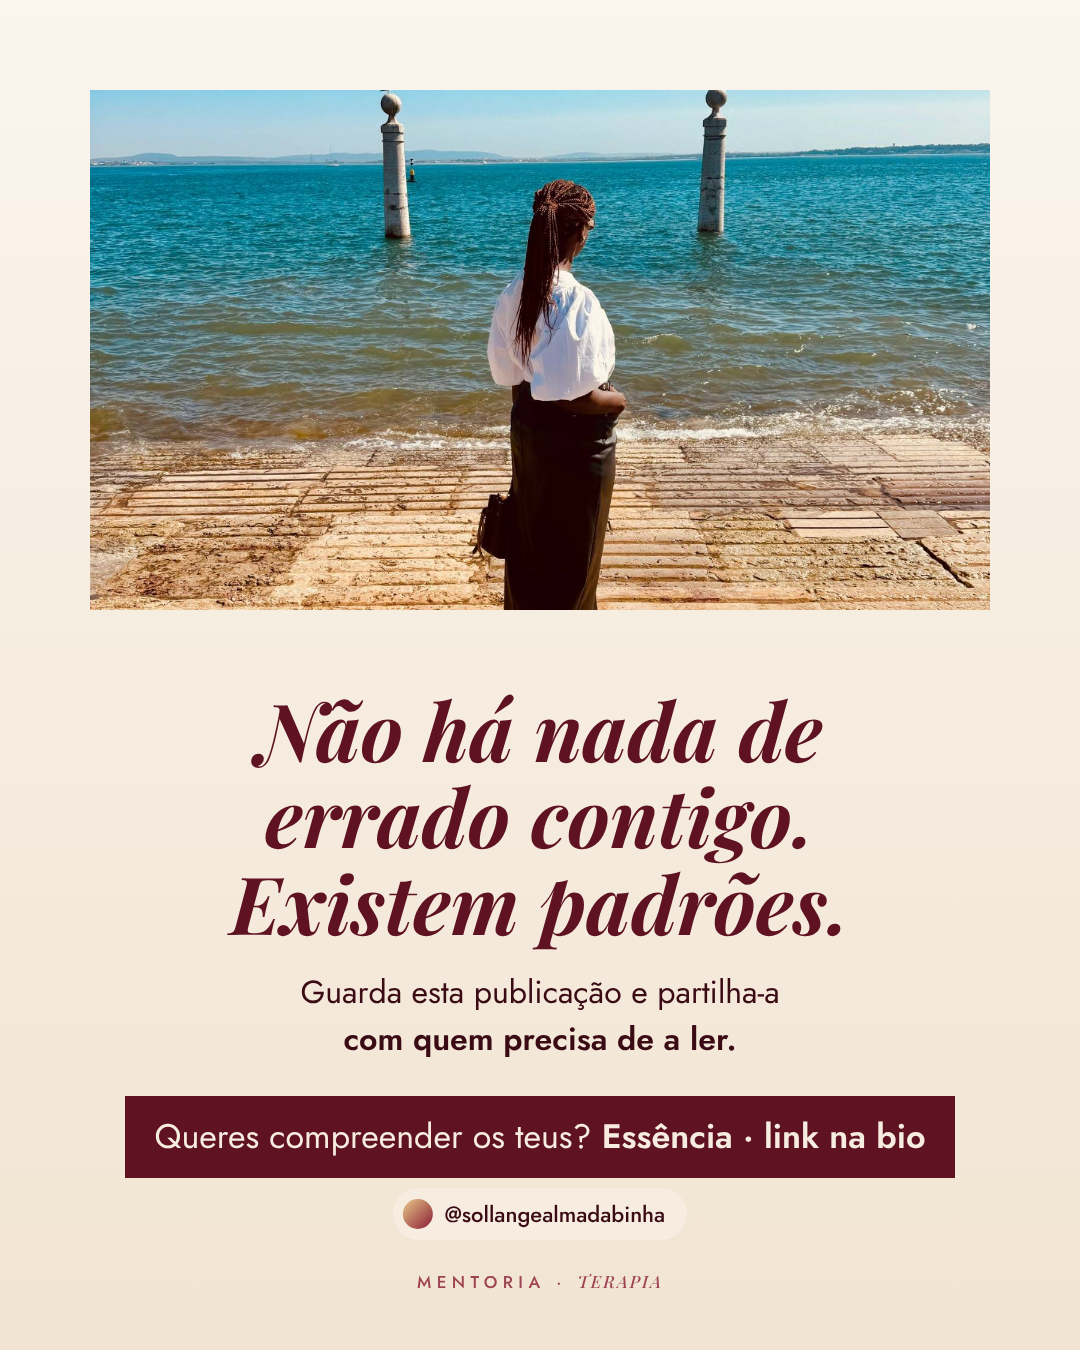 Não há nada de
errado contigo.
Existem padrões.
Guarda esta publicação e partilha-a
com quem precisa de a ler.
Queres compreender os teus? Essência · link na bio
@sollangealmadabinha
MENTORIA · TERAPIA